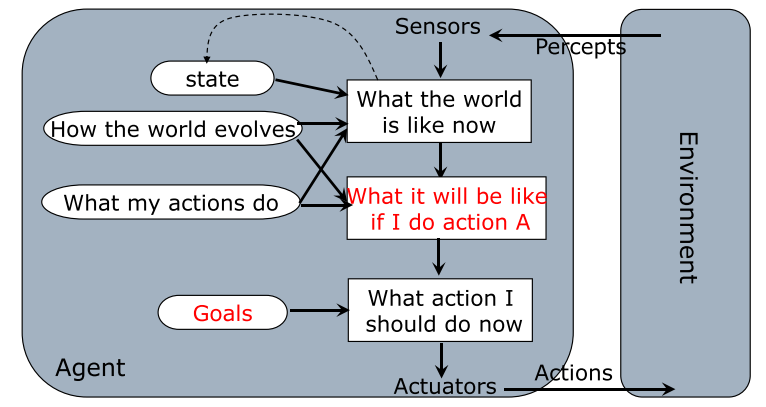 Sensors
Percepts
state
What the world
is like now
How the world evolves
What my actions do
What it will be like
if I do action A
Goals
What action I
should do now
Agent
Actuators
Actions
Environment